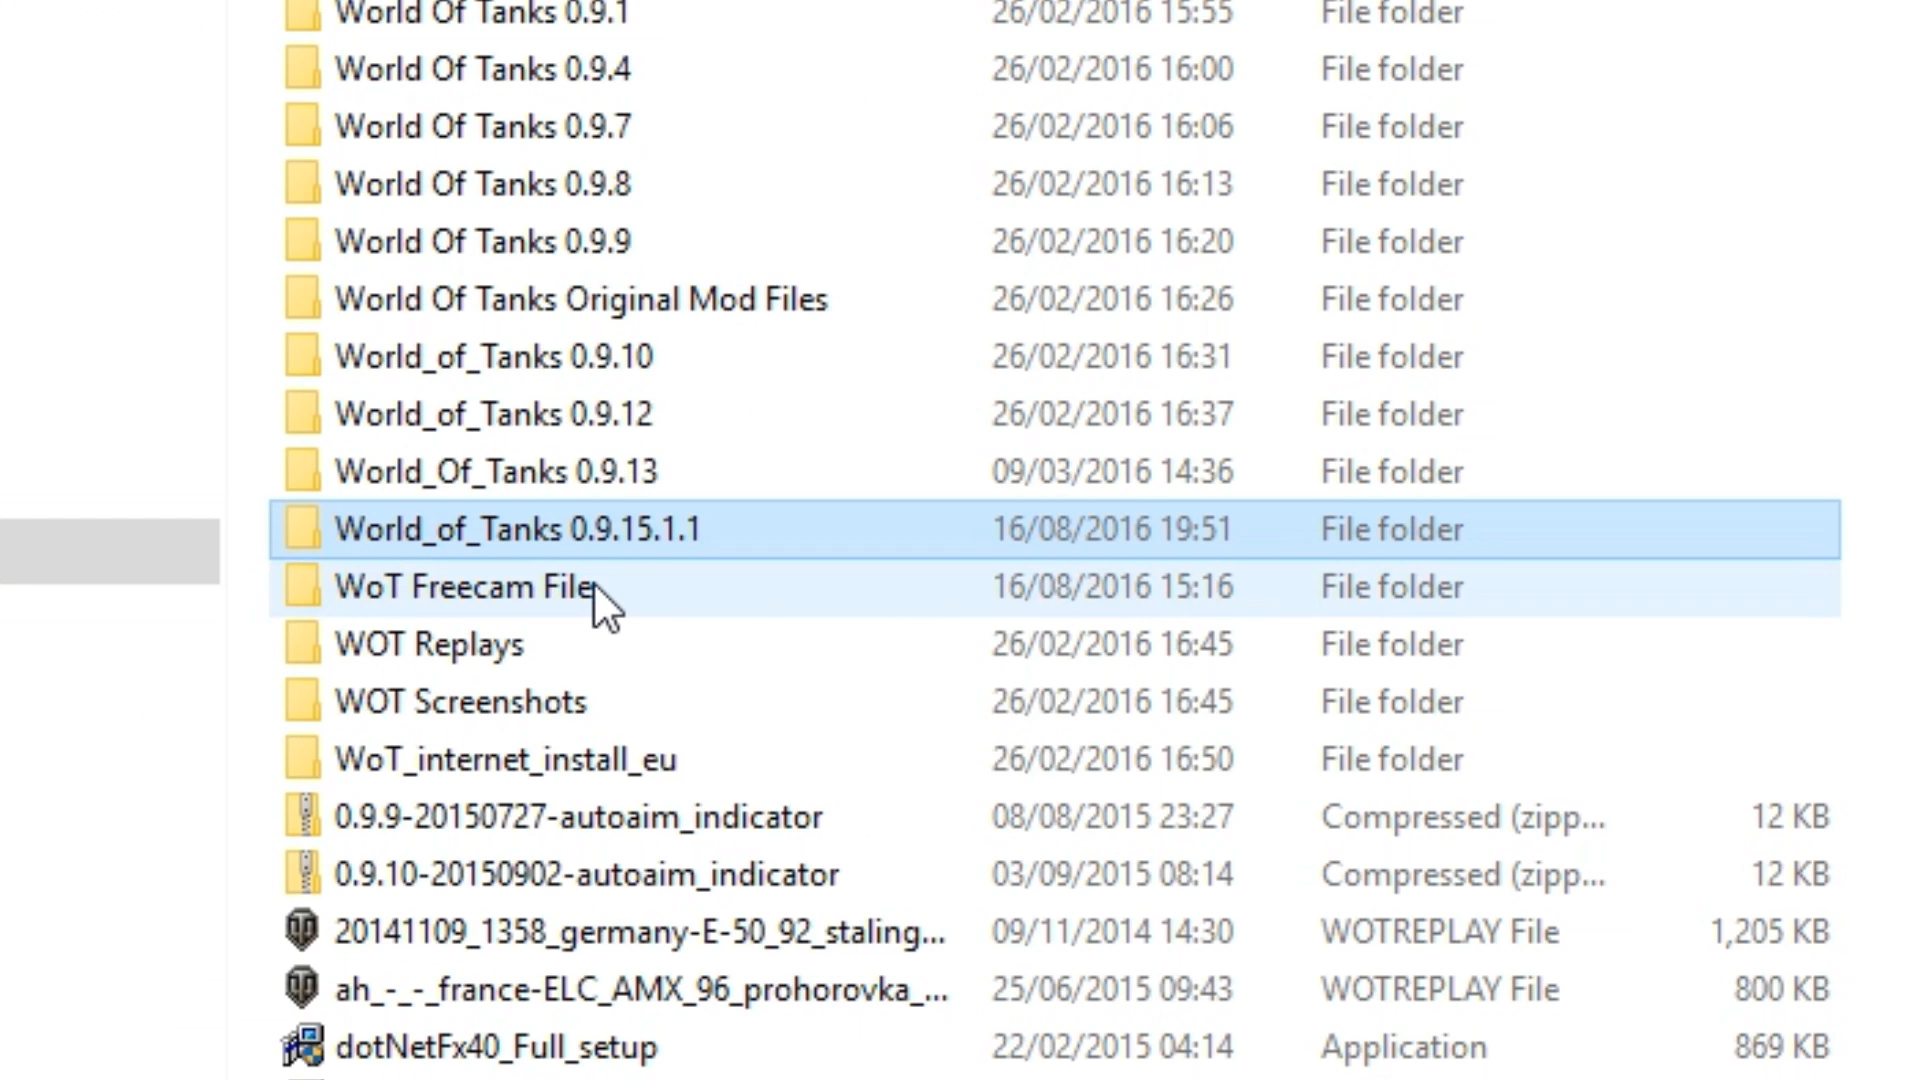 World Of Tanks 0.9.1 26/02/2016 15:55 File folder
World Of Tanks 0.9.4 26/02/2016 16:00 File folder
World Of Tanks 0.9.7 26/02/2016 16:06 File folder
World Of Tanks 0.9.8 26/02/2016 16:13 File folder
World Of Tanks 0.9.9 26/02/2016 16:20 File folder
World Of Tanks Original Mod Files 26/02/2016 16:26 File folder
World_of_Tanks 0.9.10 26/02/2016 16:31 File folder
World_of_Tanks 0.9.12 26/02/2016 16:37 File folder
World_Of_Tanks 0.9.13 09/03/2016 14:36 File folder
World_of_Tanks 0.9.15.1.1 16/08/2016 19:51 File folder
WoT Freecam File 16/08/2016 15:16 File folder
WOT Replays 26/02/2016 16:45 File folder
WOT Screenshots 26/02/2016 16:45 File folder
WoT_internet_install_eu 26/02/2016 16:50 File folder
0.9.9-20150727-autoaim_indicator 08/08/2015 23:27 Compressed (zipp... 12 KB
0.9.10-20150902-autoaim_indicator 03/09/2015 08:14 Compressed (zipp... 12 KB
20141109_1358_germany-E-50_92_staling... 09/11/2014 14:30 WOTREPLAY File 1,205 KB
ah_-_-_france-ELC_AMX_96_prohorovka_... 25/06/2015 09:43 WOTREPLAY File 800 KB
dotNetFx40_Full_setup 22/02/2015 04:14 Application 869 KB